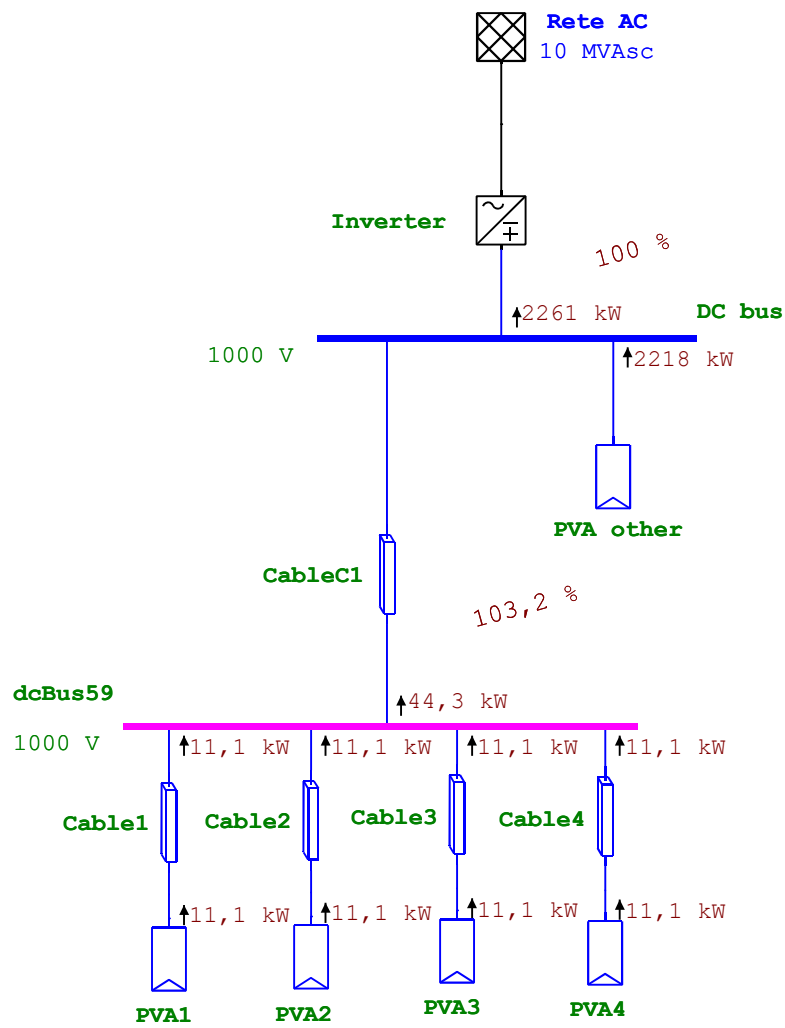 Rete AC
10 MVAsc
Inverter
100 %
2261 kW
DC bus
1000 V
2218 kW
PVA other
CableC1
103,2 %
dcBus59
44,3 kW
1000 V
11,1 kW
11,1 kW
11,1 kW
11,1 kW
Cable1
Cable2
Cable3
Cable4
11,1 kW
11,1 kW
11,1 kW
11,1 kW
PVA1
PVA2
PVA3
PVA4